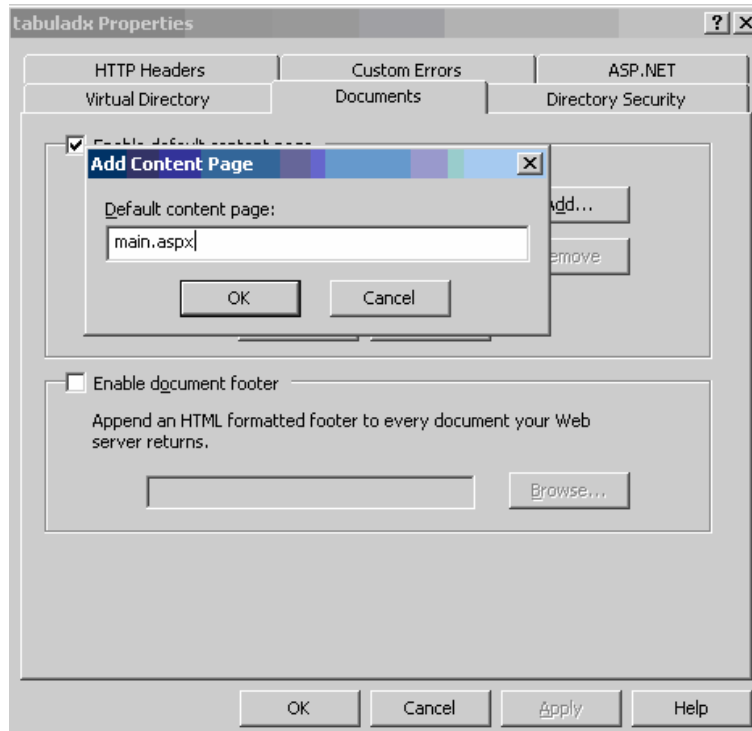 tabuladx Properties
HTTP Headers
Custom Errors
ASP.NET
Virtual Directory
Documents
Directory Security
Add Content Page
Default content page:
main.aspx
OK
Cancel
Enable document footer
Append an HTML formatted footer to every document your Web
server returns.
Browse...
OK
Cancel
Apply
Help